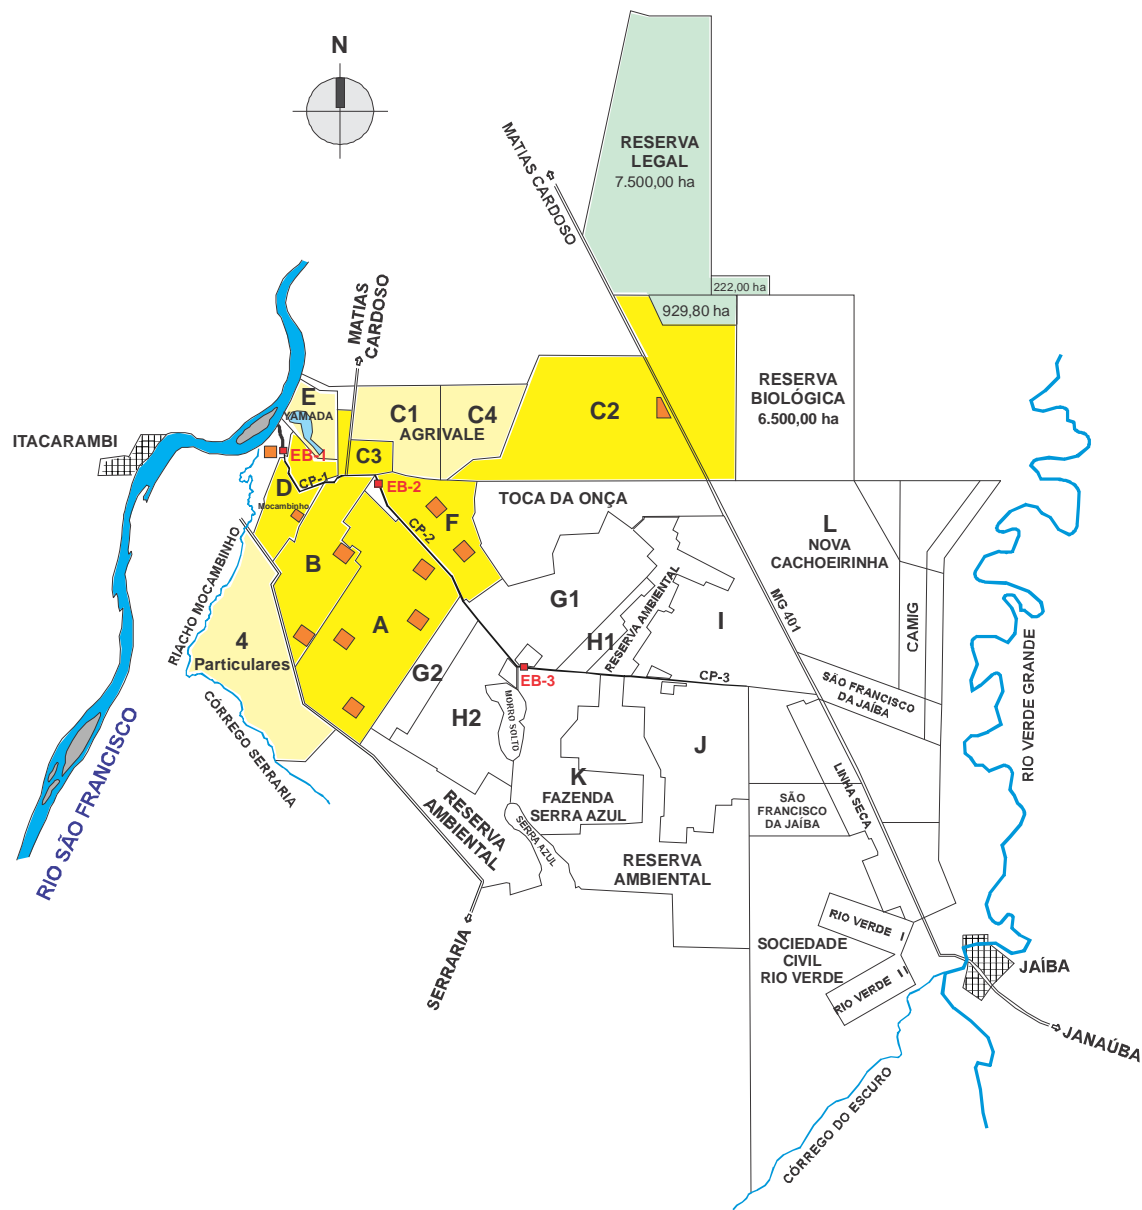 N
MATIAS CARDOSO
RESERVA
LEGAL
7.500,00 ha
222,00 ha
929,80 ha
MATIAS
CARDOSO
RESERVA
BIOLÓGICA
6.500,00 ha
E
YAMADA
C1
C4
AGRIVALE
C2
C3
ITACARAMBI
EB-1
CP-1
EB-2
D
Mocambinho
CP-2
F
TOCA DA ONÇA
L
NOVA
CACHOEIRINHA
RIACHO MOCAMBINHO
B
A
G1
H1
RESERVA AMBIENTAL
I
MG 401
CAMIG
RIO VERDE GRANDE
4
Particulares
G2
EB-3
CP-3
SÃO FRANCISCO
DA JAÍBA
CÓRREGO SERRARIA
H2
MORRO SOLTO
J
K
FAZENDA
SERRA AZUL
LINHA SECA
SÃO
FRANCISCO
DA JAÍBA
RIO SÃO FRANCISCO
RESERVA
AMBIENTAL
SERRA AZUL
RESERVA
AMBIENTAL
SERRARIA
SOCIEDADE
CIVIL
RIO VERDE
RIO VERDE I
RIO VERDE II
JAÍBA
JANAÚBA
CÓRREGO DO ESCURO